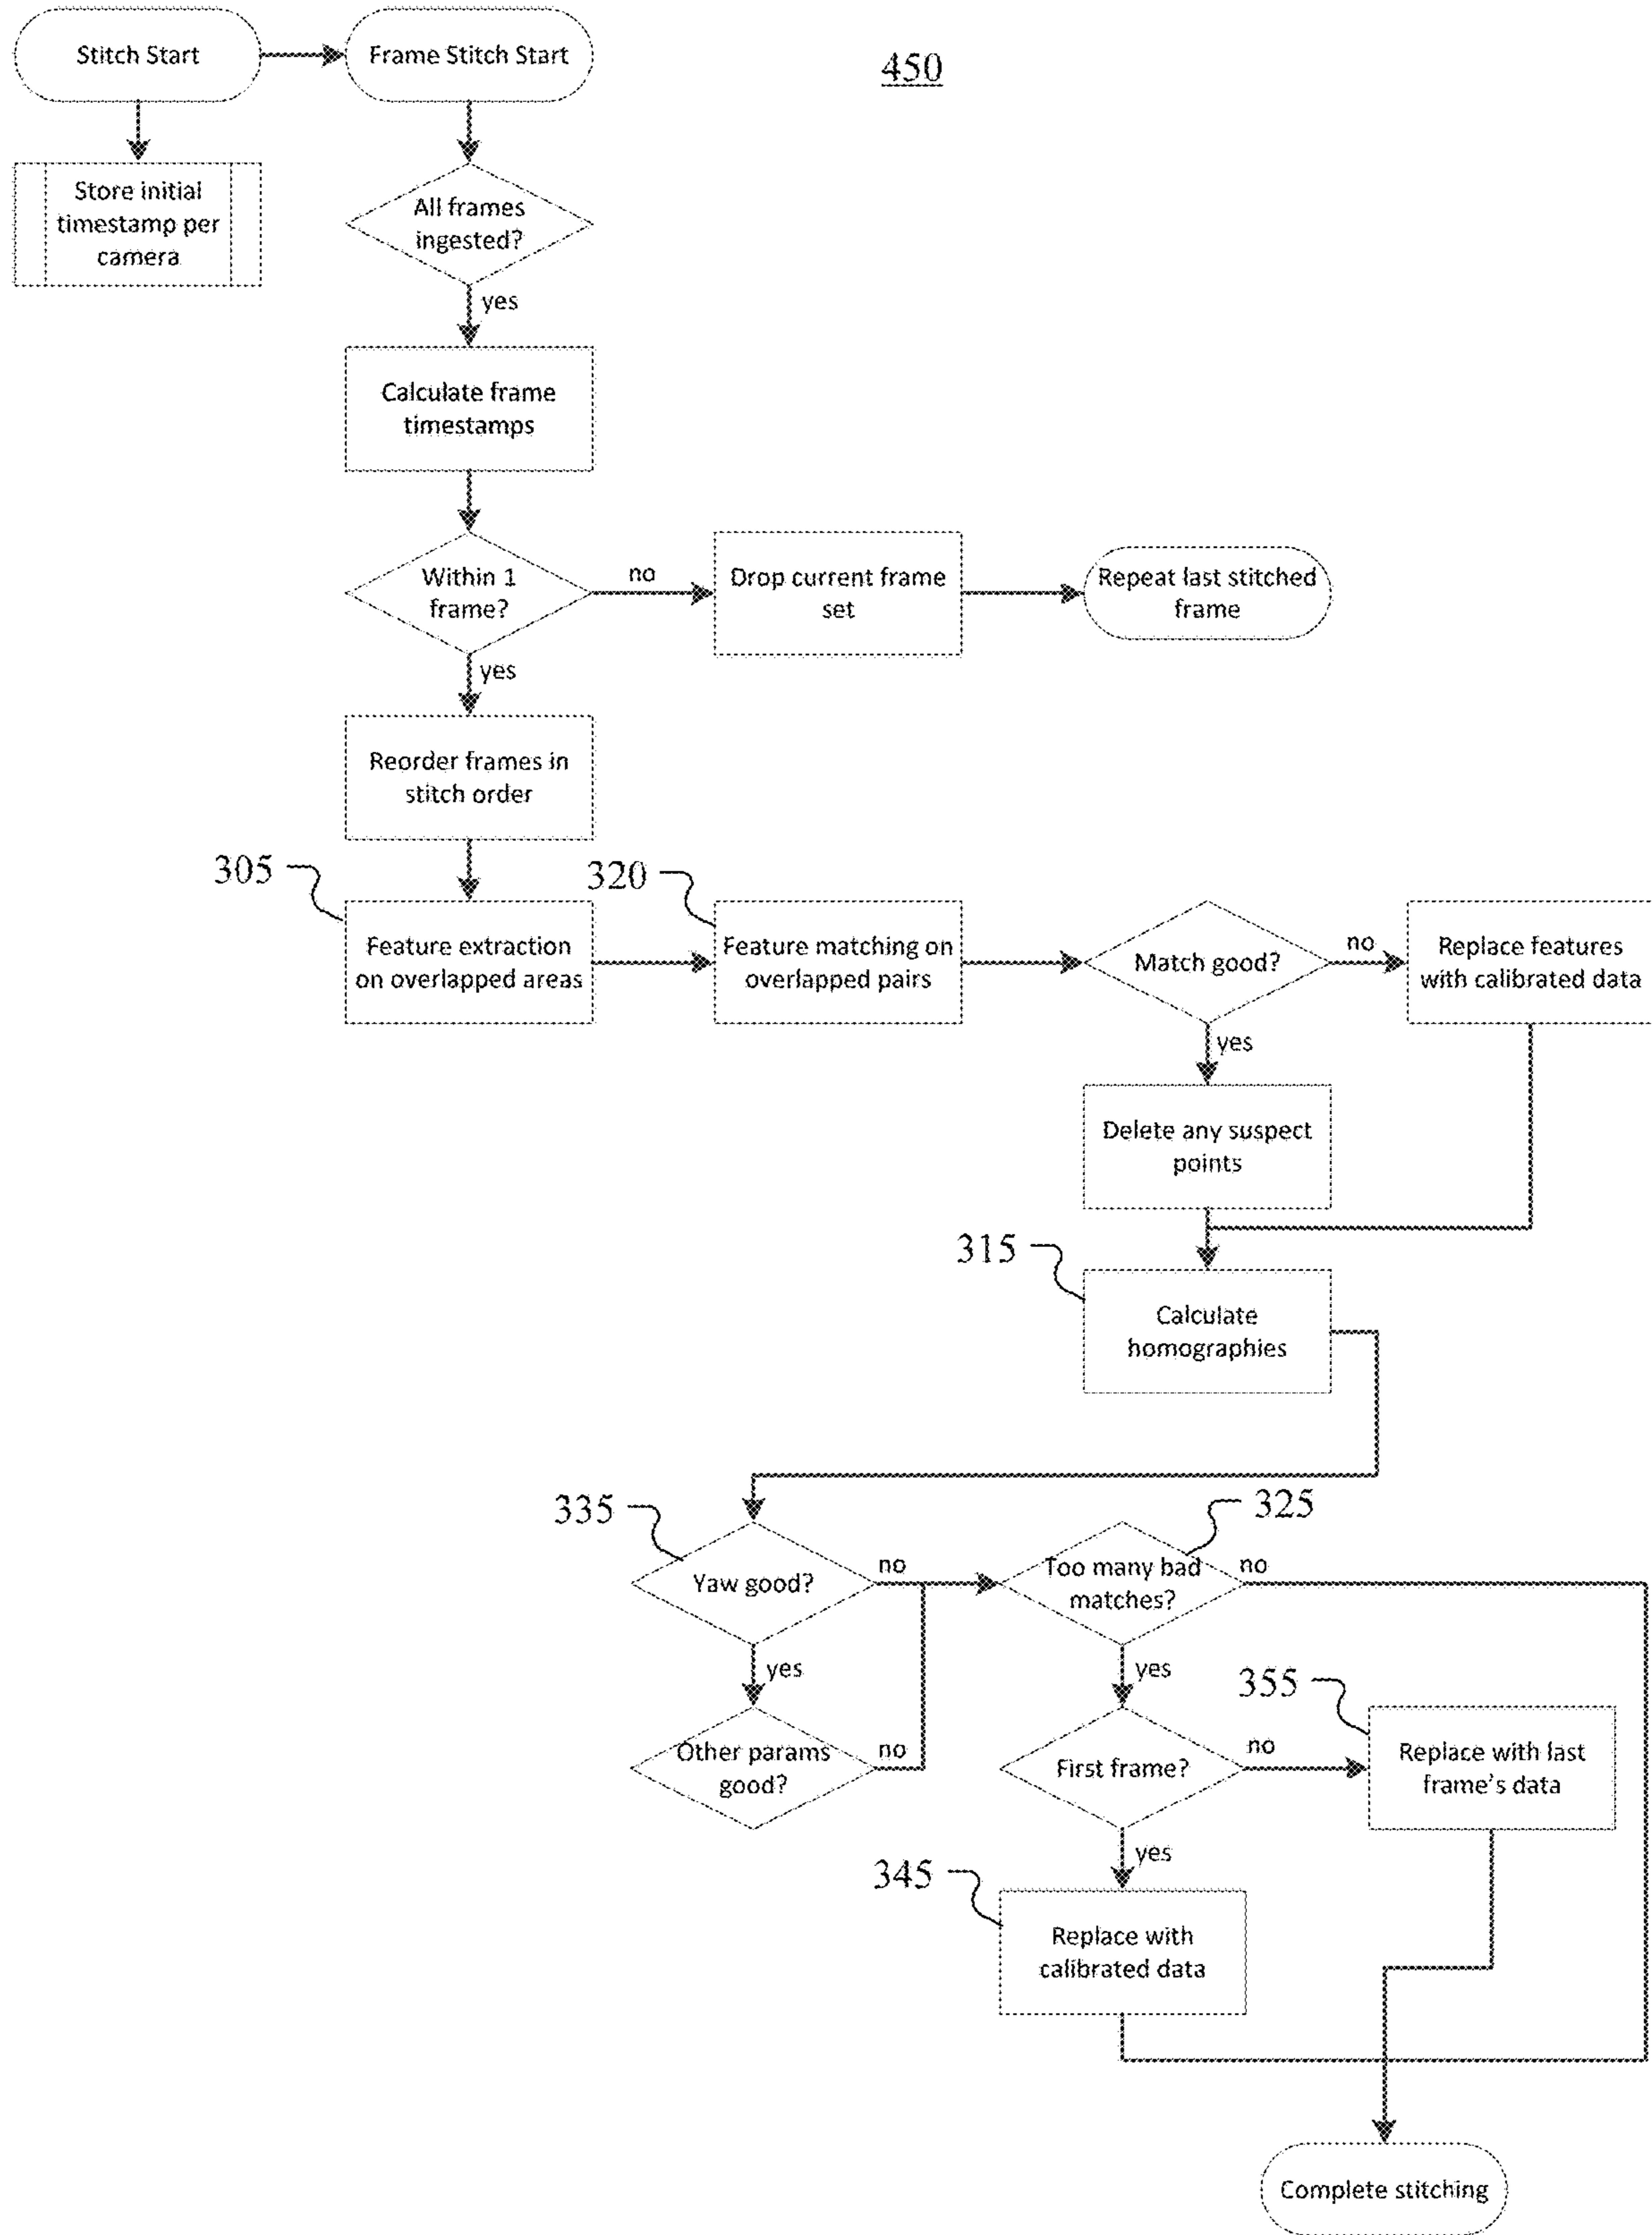 Stitch Start
Frame Stitch Start
450
Store initial
timestamp per
camera
All frames
ingested?
yes
Calculate frame
timestamps
Within 1
frame?
no
Drop current frame
set
Repeat last stitched
frame
yes
Reorder frames in
stitch order
305
320
Feature extraction
on overlapped areas
Feature matching on
overlapped pairs
Match good?
no
Replace features
with calibrated data
yes
Delete any suspect
points
315
Calculate
homographies
335
325
Yaw good?
no
Too many bad
matches?
no
yes
yes
355
Other params
good?
no
First frame?
no
Replace with last
frame's data
yes
345
Replace with
calibrated data
Complete stitching